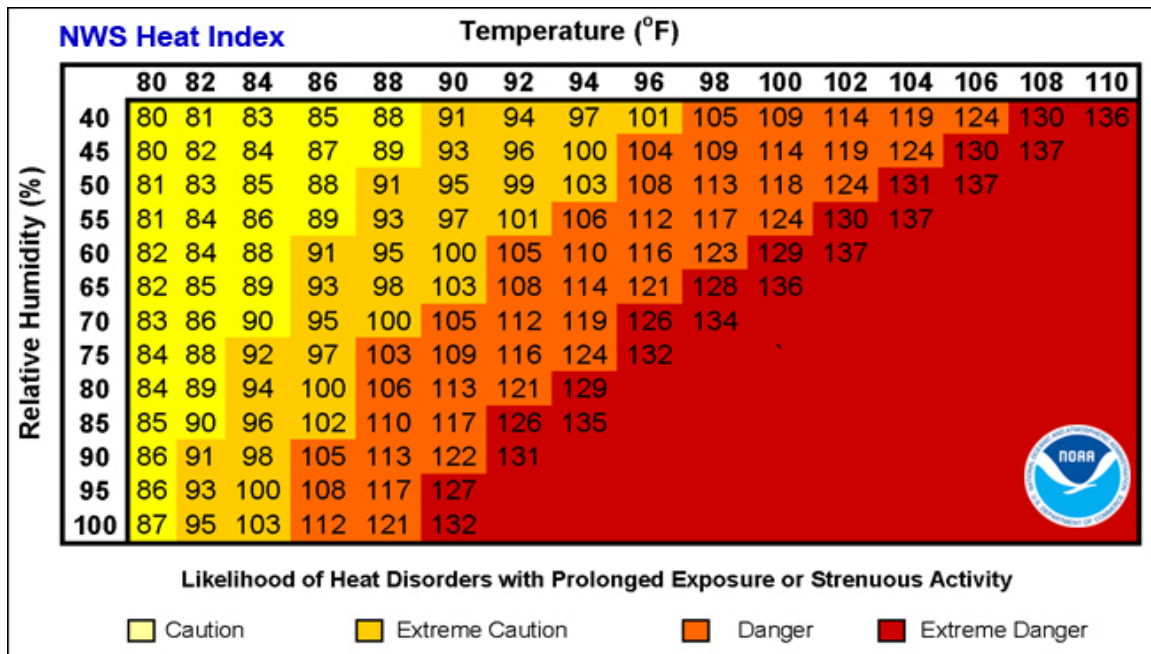 NWS Heat Index
Temperature (°F)
80 82 84 86 88 90 92 94 96 98 100 102 104 106 108 110
Relative Humidity (%)
40 80 81 83 85 88 91 94 97 101 105 109 114 119 124 130 136
45 80 82 84 87 89 93 96 100 104 109 114 119 124 130 137
50 81 83 85 88 91 95 99 103 108 113 118 124 131 137
55 81 84 86 89 93 97 101 106 112 117 124 130 137
60 82 84 88 91 95 100 105 110 116 123 129 137
65 82 85 89 93 98 103 108 114 121 128 136
70 83 86 90 95 100 105 112 119 126 134
75 84 88 92 97 103 109 116 124 132
80 84 89 94 100 106 113 121 129
85 85 90 96 102 110 117 126 135
90 86 91 98 105 113 122 131
95 86 93 100 108 117 127
100 87 95 103 112 121 132
NATIONAL OCEANIC AND ATMOSPHERIC ADMINISTRATION
NOAA
U.S. DEPARTMENT OF COMMERCE
Likelihood of Heat Disorders with Prolonged Exposure or Strenuous Activity
Caution
Extreme Caution
Danger
Extreme Danger